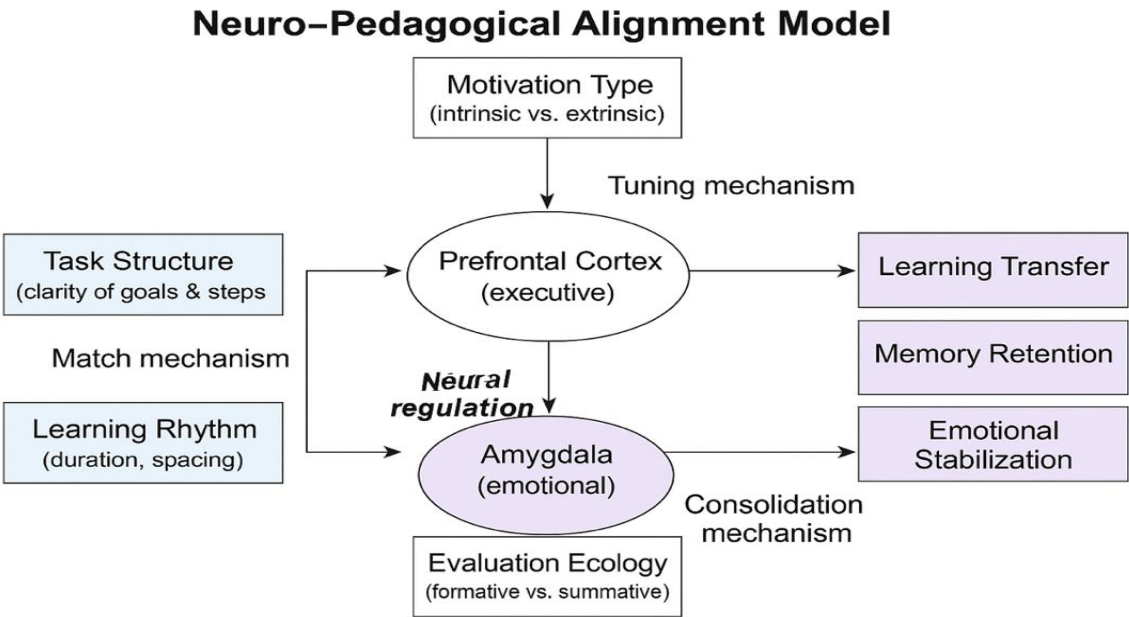 Neuro–Pedagogical Alignment Model
Motivation Type
(intrinsic vs. extrinsic)
Tuning mechanism
Task Structure
(clarity of goals & steps
Prefrontal Cortex
(executive)
Learning Transfer
Match mechanism
Memory Retention
Neural
regulation
Learning Rhythm
(duration, spacing)
Amygdala
(emotional)
Emotional
Stabilization
Consolidation
mechanism
Evaluation Ecology
(formative vs. summative)